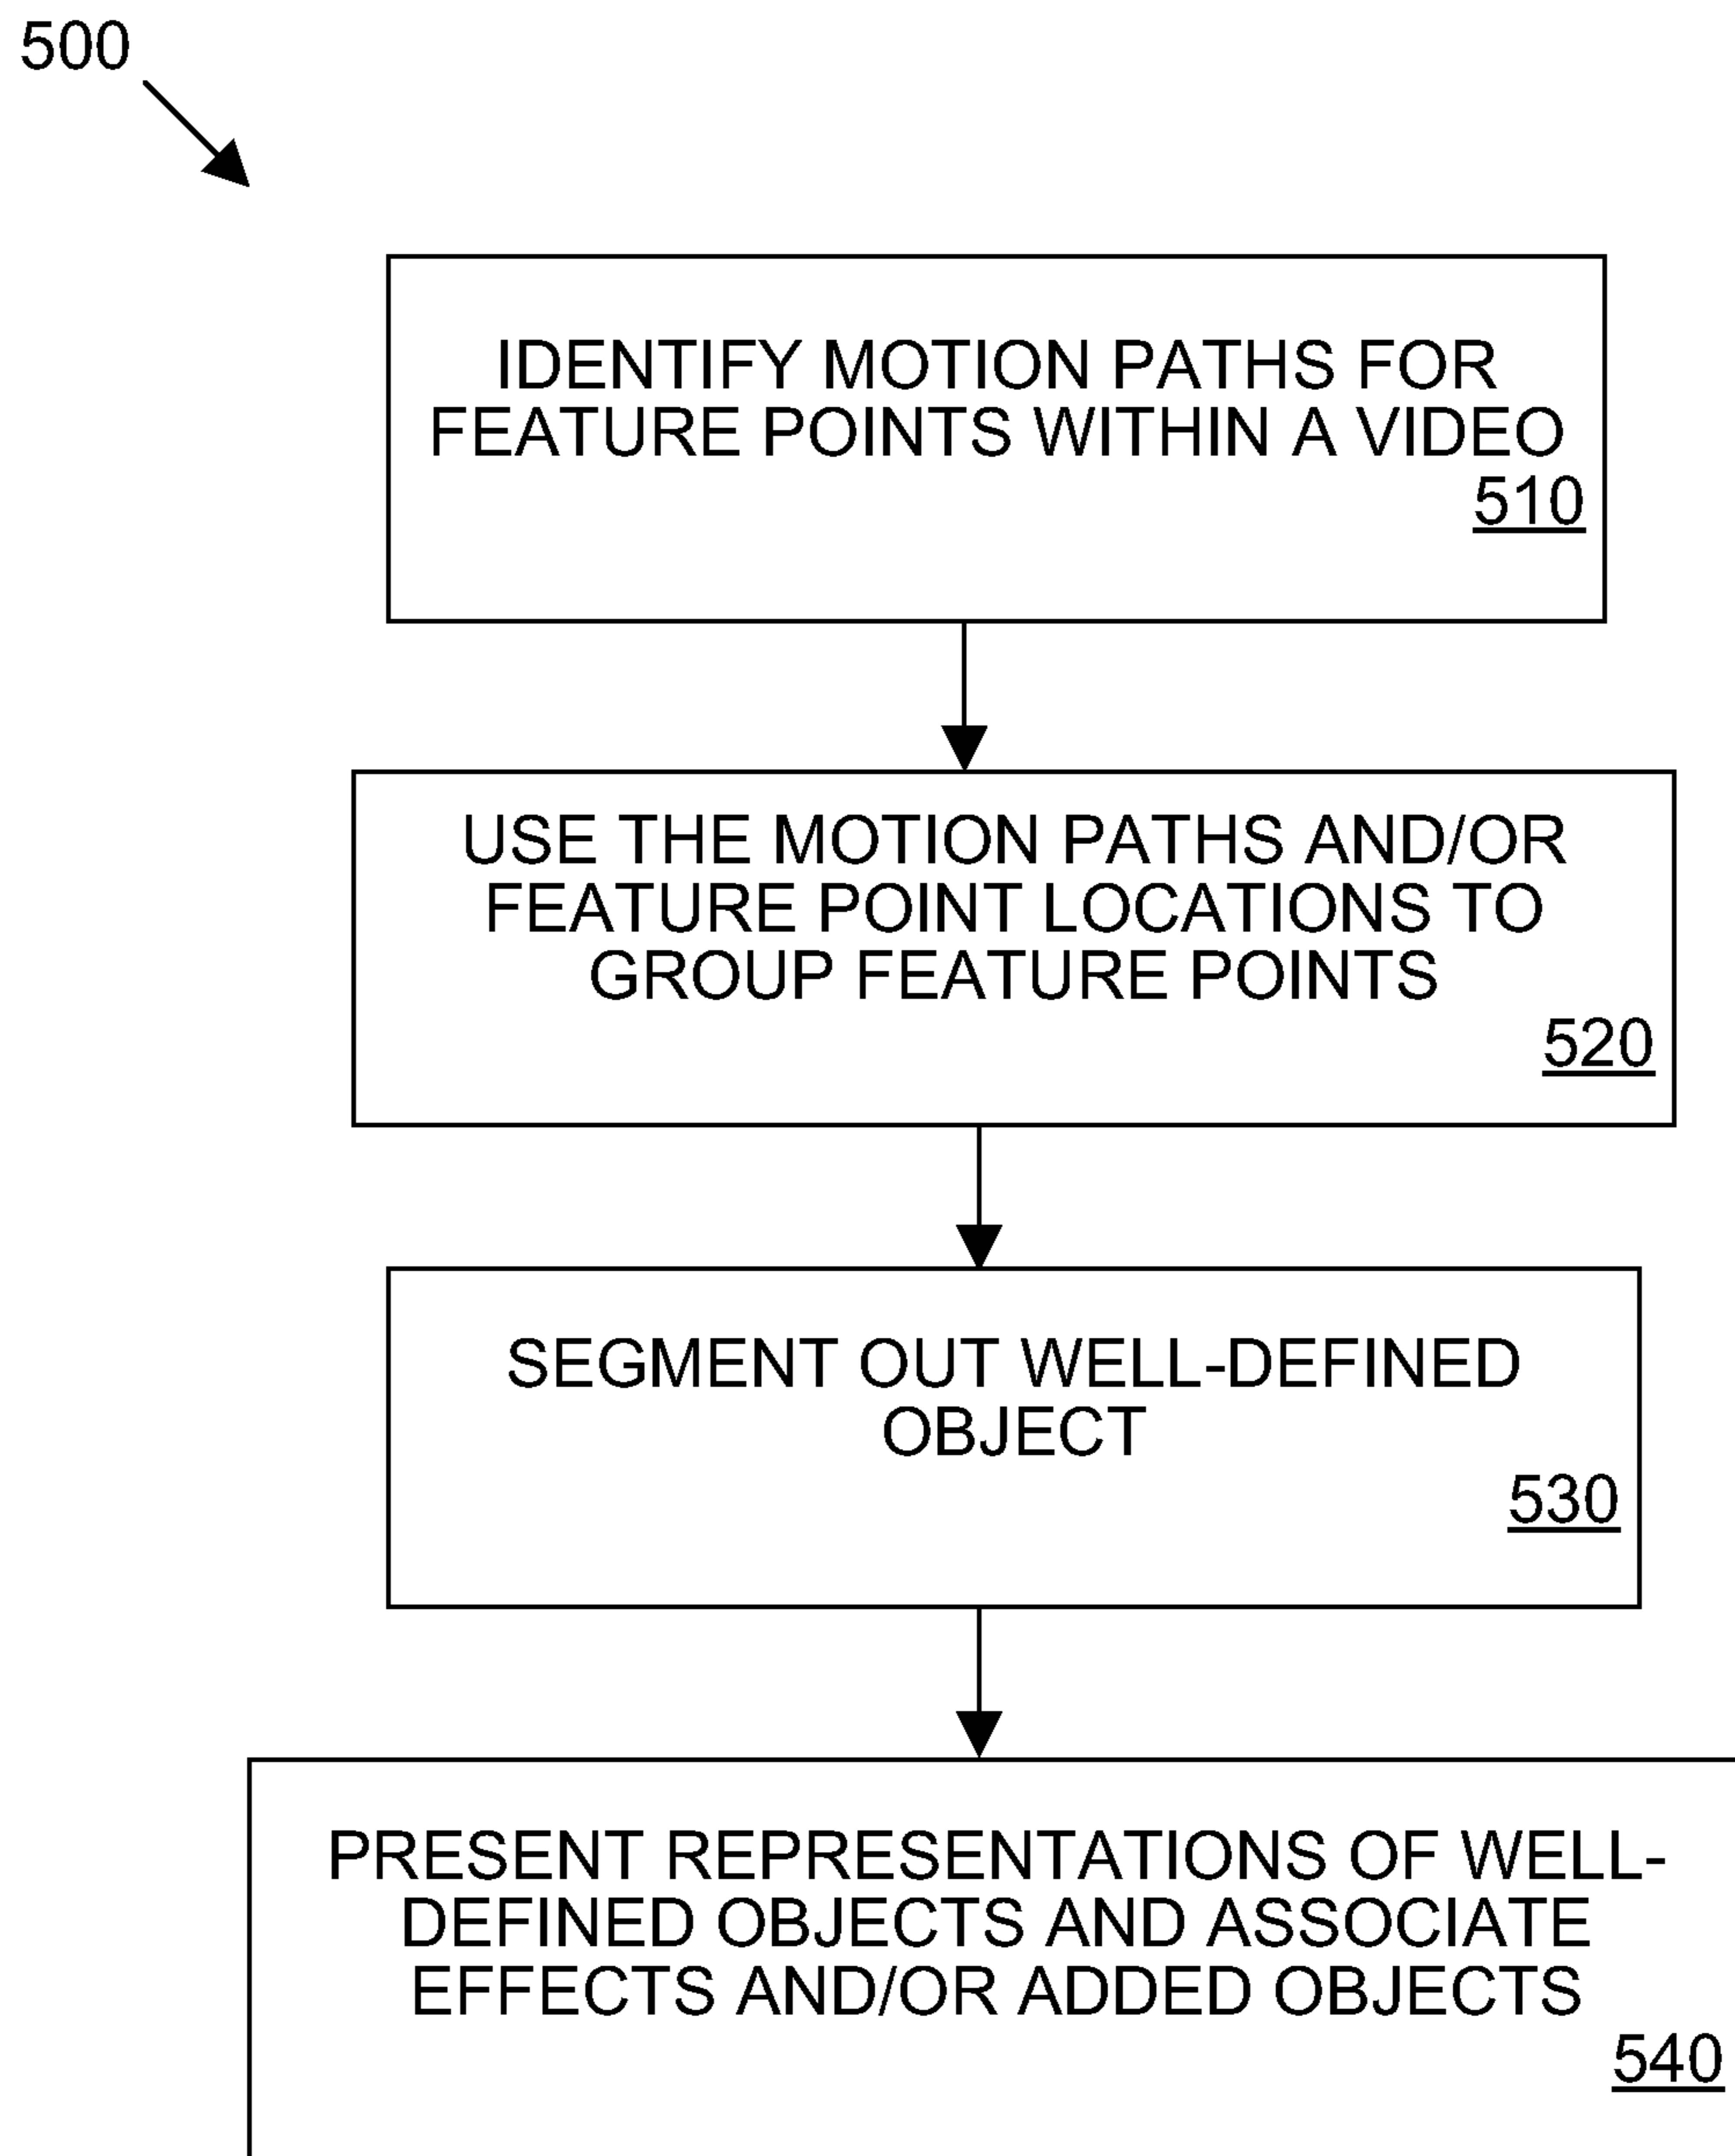 500
IDENTIFY MOTION PATHS FOR
FEATURE POINTS WITHIN A VIDEO
510
USE THE MOTION PATHS AND/OR
FEATURE POINT LOCATIONS TO
GROUP FEATURE POINTS
520
SEGMENT OUT WELL-DEFINED
OBJECT
530
PRESENT REPRESENTATIONS OF WELL-
DEFINED OBJECTS AND ASSOCIATE
EFFECTS AND/OR ADDED OBJECTS
540